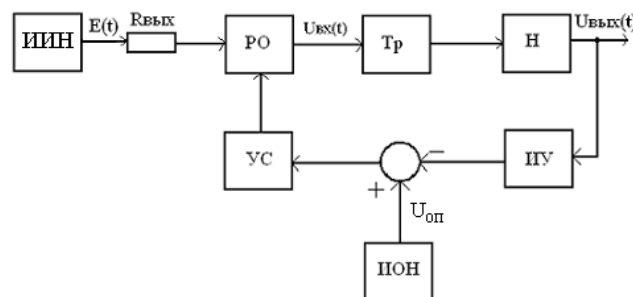 ИИН
E(t)
Rвых
РО
Uвх(t)
Тр
Н
Uвых(t)
УС
+
−
ИУ
Uоп
ИОН